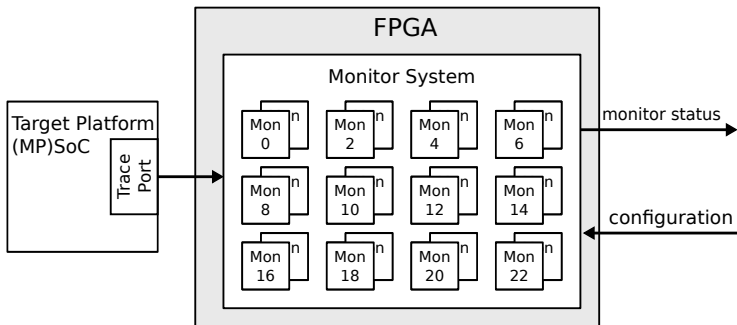 FPGA
Monitor System
Target Platform
(MP)SoC
Trace
Port
Mon
0
n
Mon
2
n
Mon
4
n
Mon
6
n
Mon
8
n
Mon
10
n
Mon
12
n
Mon
14
n
Mon
16
n
Mon
18
n
Mon
20
n
Mon
22
n
monitor status
configuration